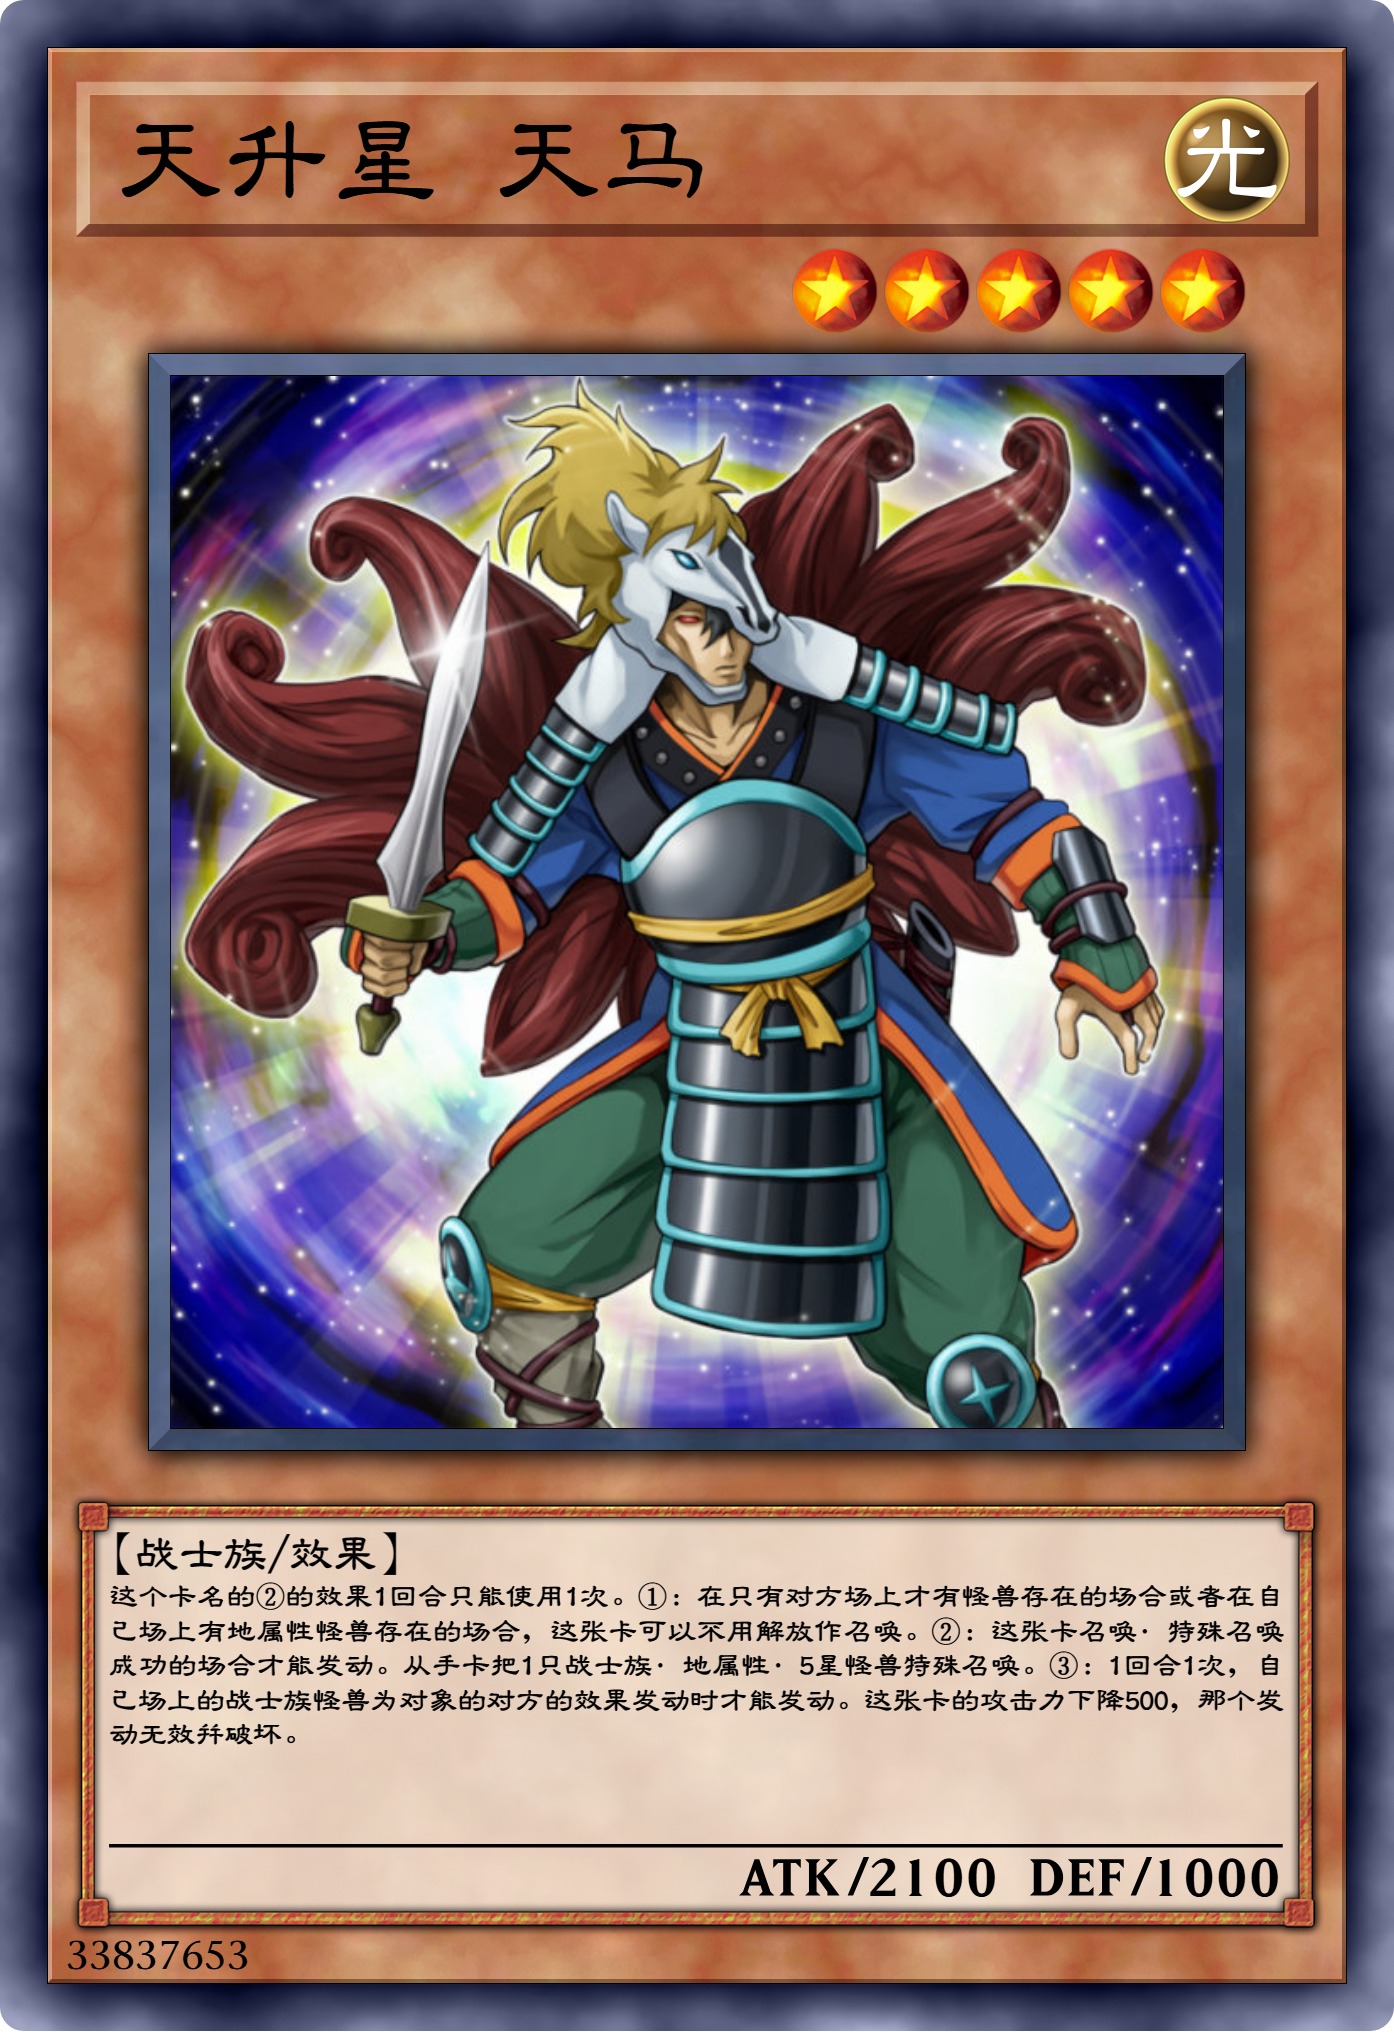 天升星 天马
光
【战士族/效果】
这个卡名的②的效果1回合只能使用1次。①：在只有对方场上才有怪兽存在的场合或者在自
己场上有地属性怪兽存在的场合，这张卡可以不用解放作召唤。②：这张卡召唤·特殊召唤
成功的场合才能发动。从手卡把1只战士族·地属性·5星怪兽特殊召唤。③：1回合1次，自
己场上的战士族怪兽为对象的对方的效果发动时才能发动。这张卡的攻击力下降500，那个发
动无效并破坏。
ATK/2100 DEF/1000
33837653